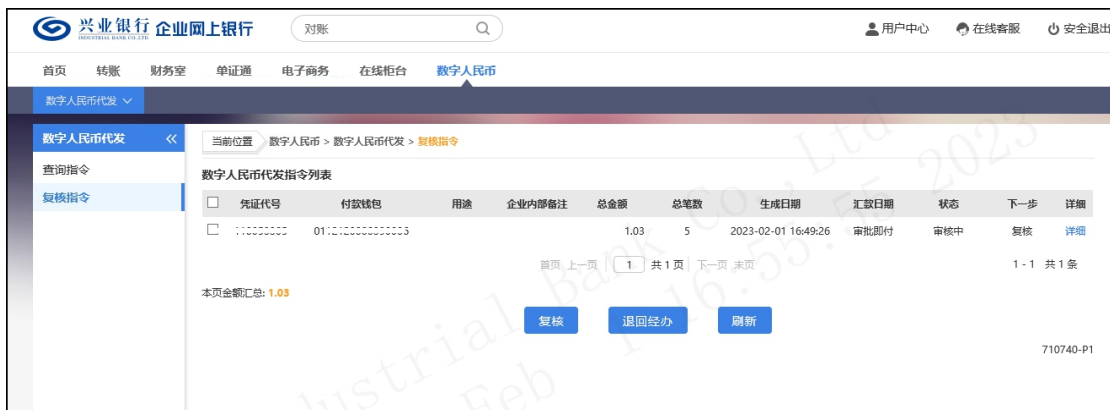 兴业银行 企业网上银行 对账 用户中心 在线客服 安全退出
INDUSTRIAL BANK CO.,LTD.
首页 转账 财务室 单证通 电子商务 在线柜台 数字人民币
数字人民币代发
数字人民币代发 « 当前位置 数字人民币 > 数字人民币代发 > 复核指令
查询指令
复核指令
数字人民币代发指令列表
凭证代号 付款钱包 用途 企业内部备注 总金额 总笔数 生成日期 汇款日期 状态 下一步 详细
1.03 5 2023-02-01 16:49:26 审批即付 审核中 复核 详细
首页 上一页 1 共1页 下一页 末页 1 - 1 共1条
本页金额汇总: 1.03
复核 退回经办 刷新
710740-P1
ustrial Bank Co.,Ltd
Feb 1 16:55:55 2023